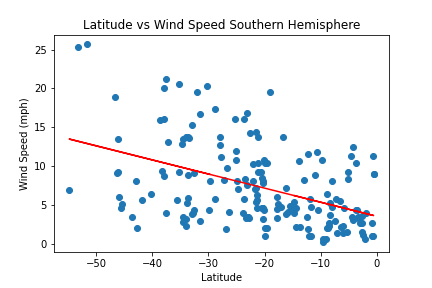 Latitude vs Wind Speed Southern Hemisphere
25
20
15
10
5
0
Wind Speed (mph)
−50 −40 −30 −20 −10 0
Latitude